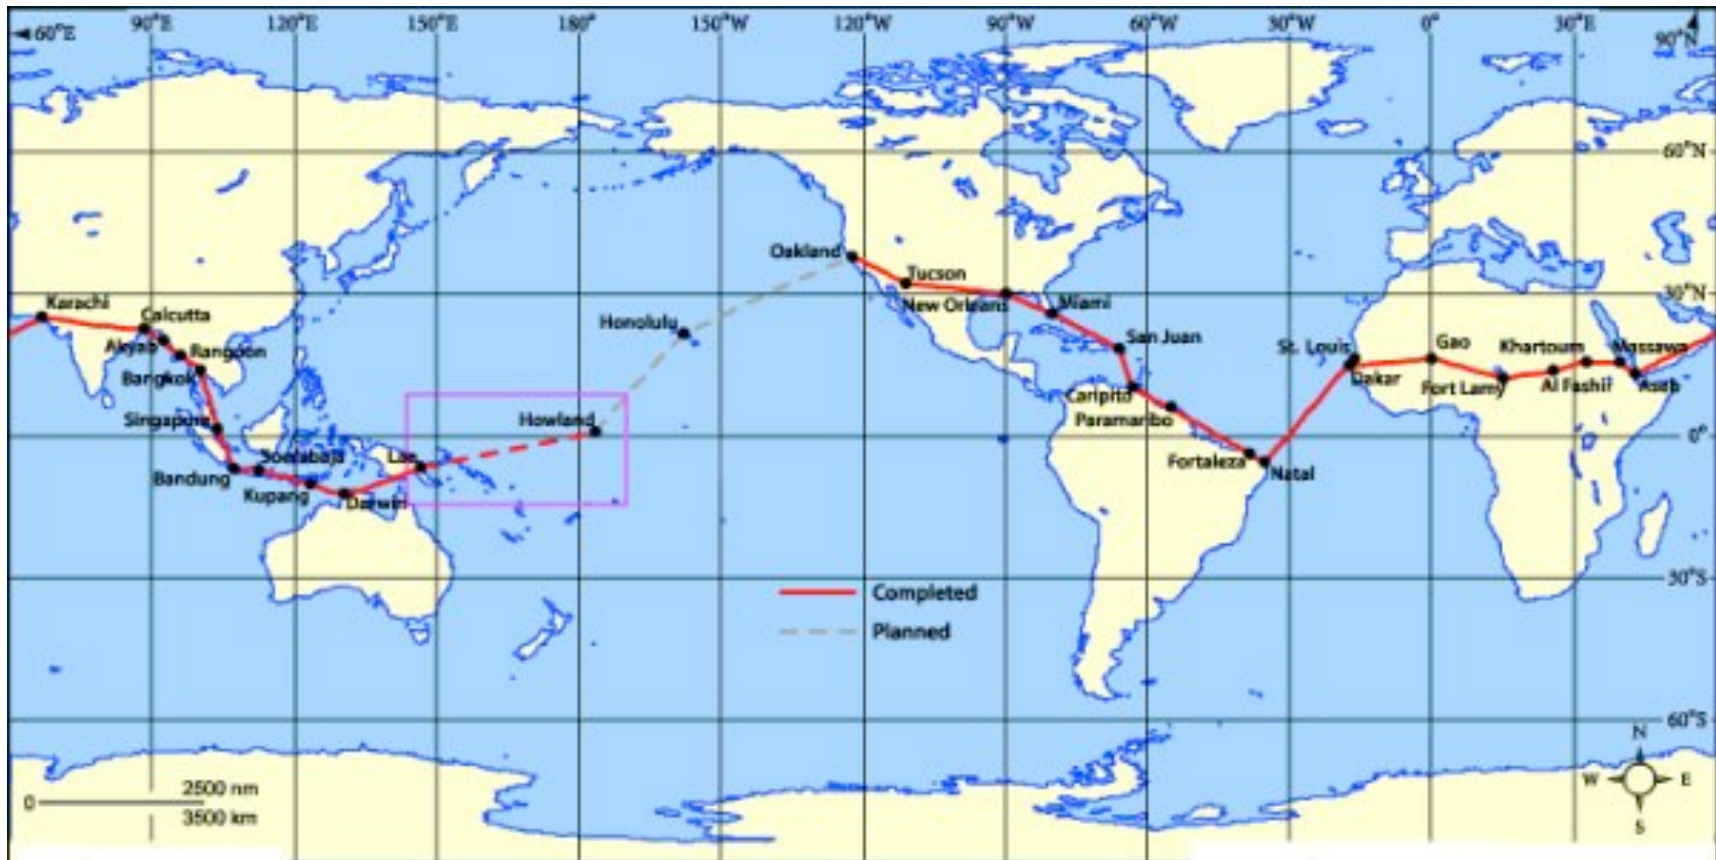 ◄60°E
90°E
120°E
150°E
180°
150°W
120°W
90°W
60°W
30°W
0°
30°E
90°N
60°N
Oakland
Tucson
30°N
Karachi
New Orleans
Miami
Calcutta
Honolulu
San Juan
Gao
St. Louis
Khartoum
Massawa
Akyab
Rangoon
Bangkok
Dakar
Fort Lamy
Al Fashir
Assab
Caripito
Singapure
Howland
Paramaribo
0°
Lae
Soerabaja
Fortaleza
Natal
Bandung
Kupang
Darwin
30°S
Completed
Planned
60°S
N
W
E
S
0
2500 nm
3500 km